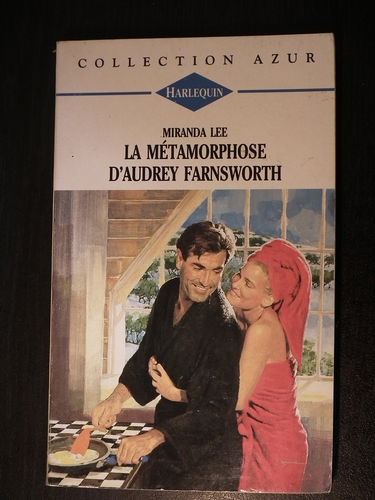 COLLECTION AZUR
HARLEQUIN
MIRANDA LEE
LA MÉTAMORPHOSE
D'AUDREY FARNSWORTH